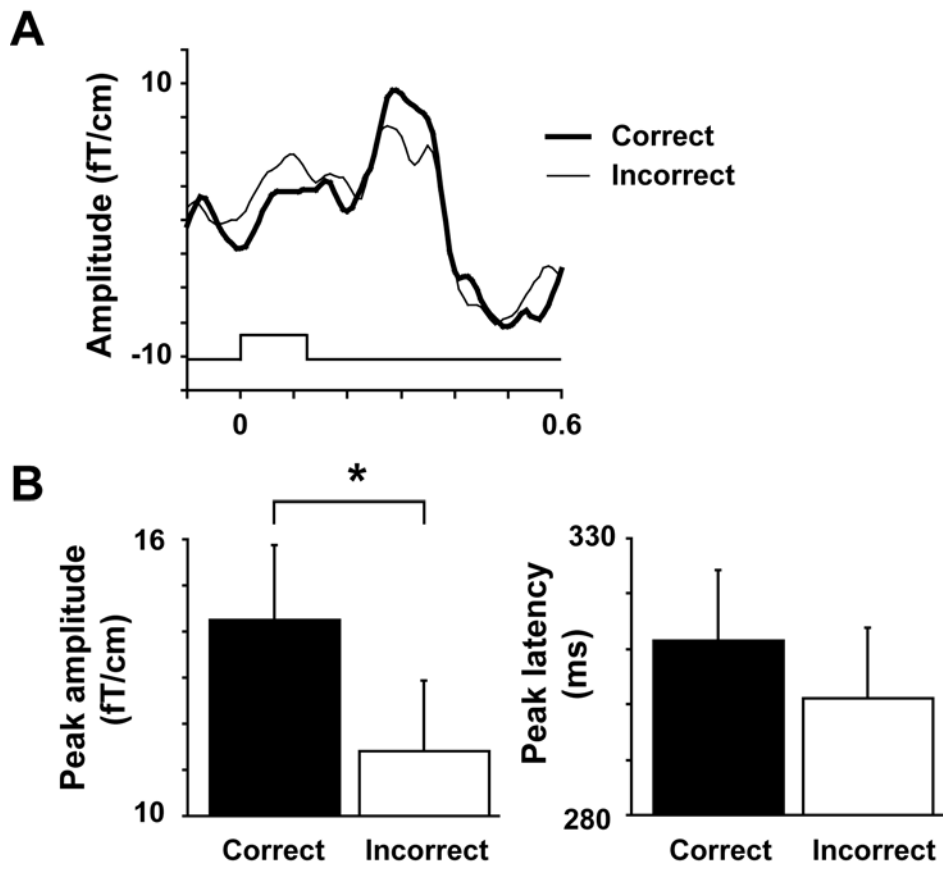 A
Amplitude (fT/cm)
10
-10
Correct
Incorrect
0
0.6
B
*
Peak amplitude
(fT/cm)
16
10
Correct
Incorrect
Peak latency
(ms)
330
280
Correct
Incorrect